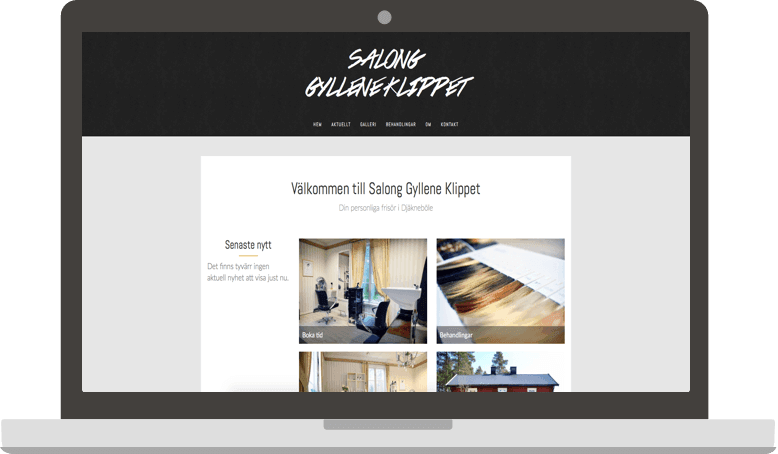 SALONG
GYLLENE KLIPPET
HEM AKTUELLT GALLERI BEHANDLINGAR OM KONTAKT
Välkommen till Salong Gyllene Klippet
Din personliga frisör i Djäkneböle
Senaste nytt
Det finns tyvärr ingen
aktuell nyhet att visa just nu.
Boka tid
Behandlingar